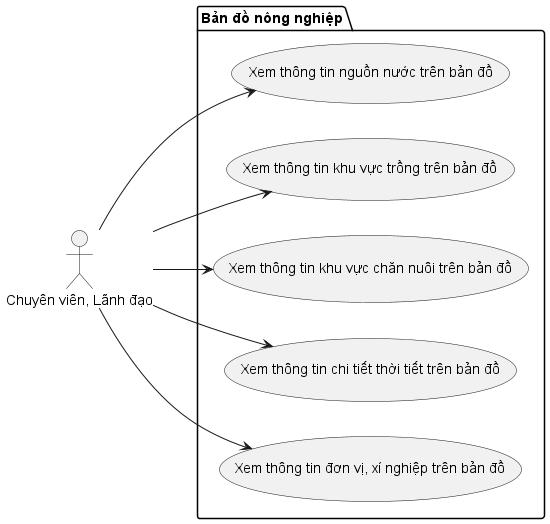 Bản đồ nông nghiệp
Xem thông tin nguồn nước trên bản đồ
Xem thông tin khu vực trồng trên bản đồ
Xem thông tin khu vực chăn nuôi trên bản đồ
Chuyên viên, Lãnh đạo
Xem thông tin chi tiết thời tiết trên bản đồ
Xem thông tin đơn vị, xí nghiệp trên bản đồ